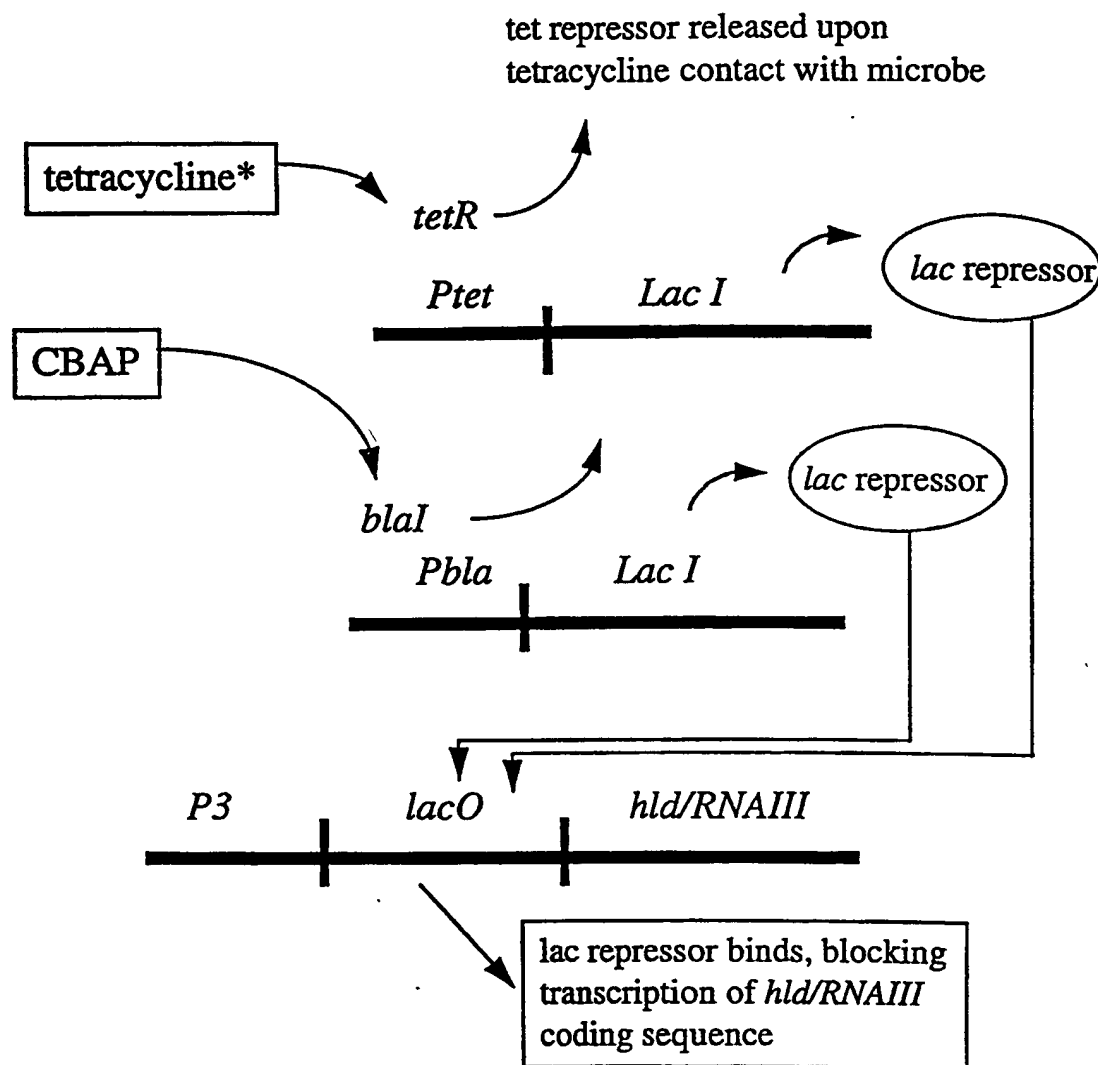 tet repressor released upon
tetracycline contact with microbe
tetracycline*
tetR
Ptet
Lac I
lac repressor
CBAP
blaI
lac repressor
Pbla
Lac I
P3
lacO
hld/RNAIII
lac repressor binds, blocking
transcription of hld/RNAIII
coding sequence